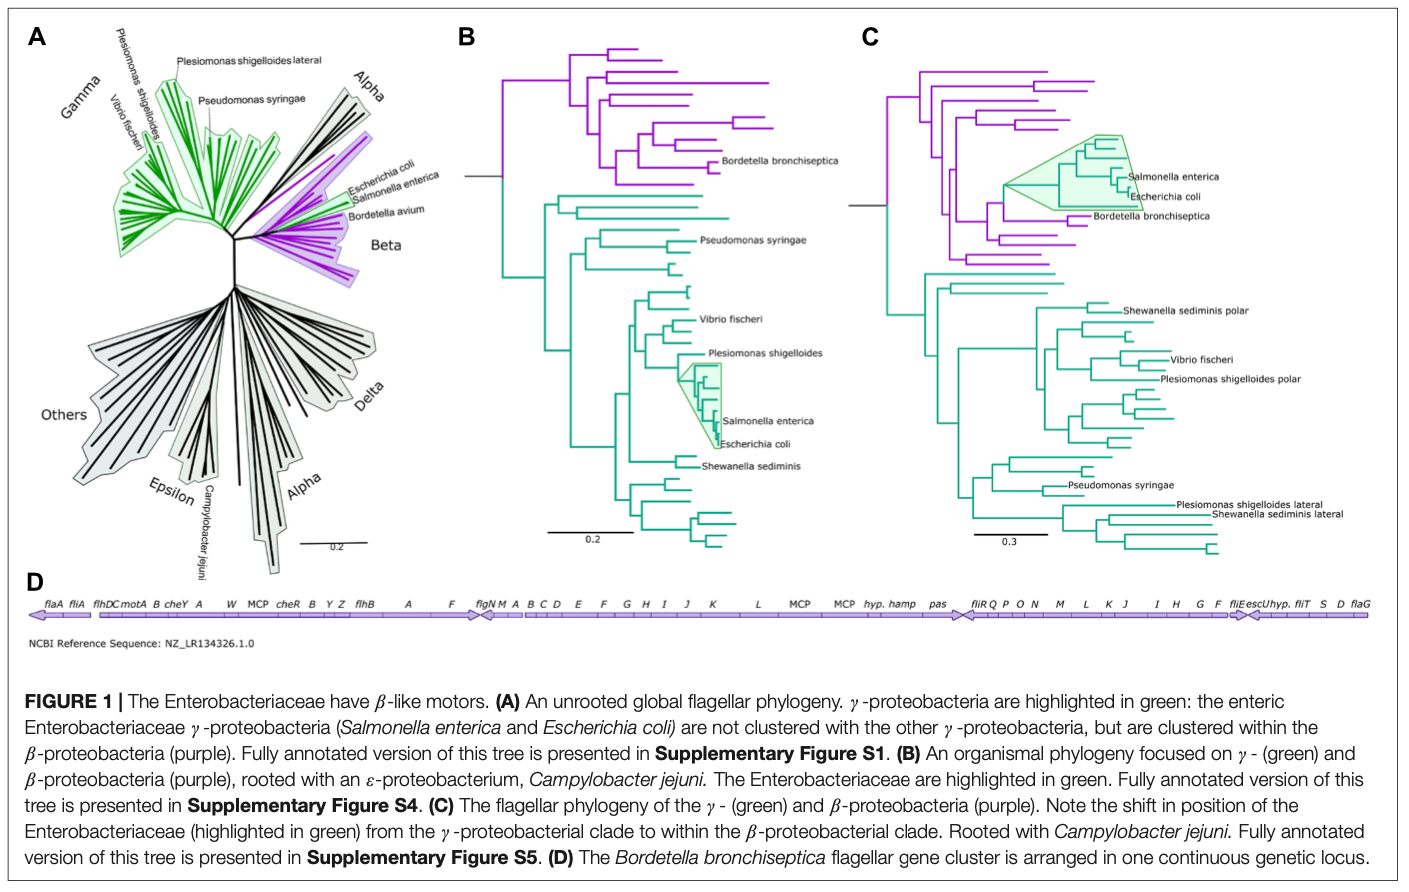 A
Plesiomonas shigelloides lateral
Plesiomonas shigelloides
Vibrio fischeri
Pseudomonas syringae
Gamma
Alpha
Escherichia coli
Salmonella enterica
Bordetella avium
Beta
Others
Epsilon
Campylobacter jejuni
Alpha
Delta
0.2
B
Bordetella bronchiseptica
Pseudomonas syringae
Vibrio fischeri
Plesiomonas shigelloides
Salmonella enterica
Escherichia coli
Shewanella sediminis
0.2
C
Salmonella enterica
Escherichia coli
Bordetella bronchiseptica
Shewanella sediminis polar
Vibrio fischeri
Plesiomonas shigelloides polar
Pseudomonas syringae
Plesiomonas shigelloides lateral
Shewanella sediminis lateral
0.3
D
flaA fliA flhDC motA B cheY A W MCP cheR B Y Z flhB A F flgN M A B C D E F G H I J K L MCP MCP hyp. hamp pas fliR Q P O N M L K J I H G F fliE escU hyp. fliT S D flaG
NCBI Reference Sequence: NZ_LR134326.1.0
FIGURE 1 | The Enterobacteriaceae have β-like motors. (A) An unrooted global flagellar phylogeny. γ-proteobacteria are highlighted in green: the enteric
Enterobacteriaceae γ-proteobacteria (Salmonella enterica and Escherichia coli) are not clustered with the other γ-proteobacteria, but are clustered within the
β-proteobacteria (purple). Fully annotated version of this tree is presented in Supplementary Figure S1. (B) An organismal phylogeny focused on γ- (green) and
β-proteobacteria (purple), rooted with an ε-proteobacterium, Campylobacter jejuni. The Enterobacteriaceae are highlighted in green. Fully annotated version of this
tree is presented in Supplementary Figure S4. (C) The flagellar phylogeny of the γ- (green) and β-proteobacteria (purple). Note the shift in position of the
Enterobacteriaceae (highlighted in green) from the γ-proteobacterial clade to within the β-proteobacterial clade. Rooted with Campylobacter jejuni. Fully annotated
version of this tree is presented in Supplementary Figure S5. (D) The Bordetella bronchiseptica flagellar gene cluster is arranged in one continuous genetic locus.